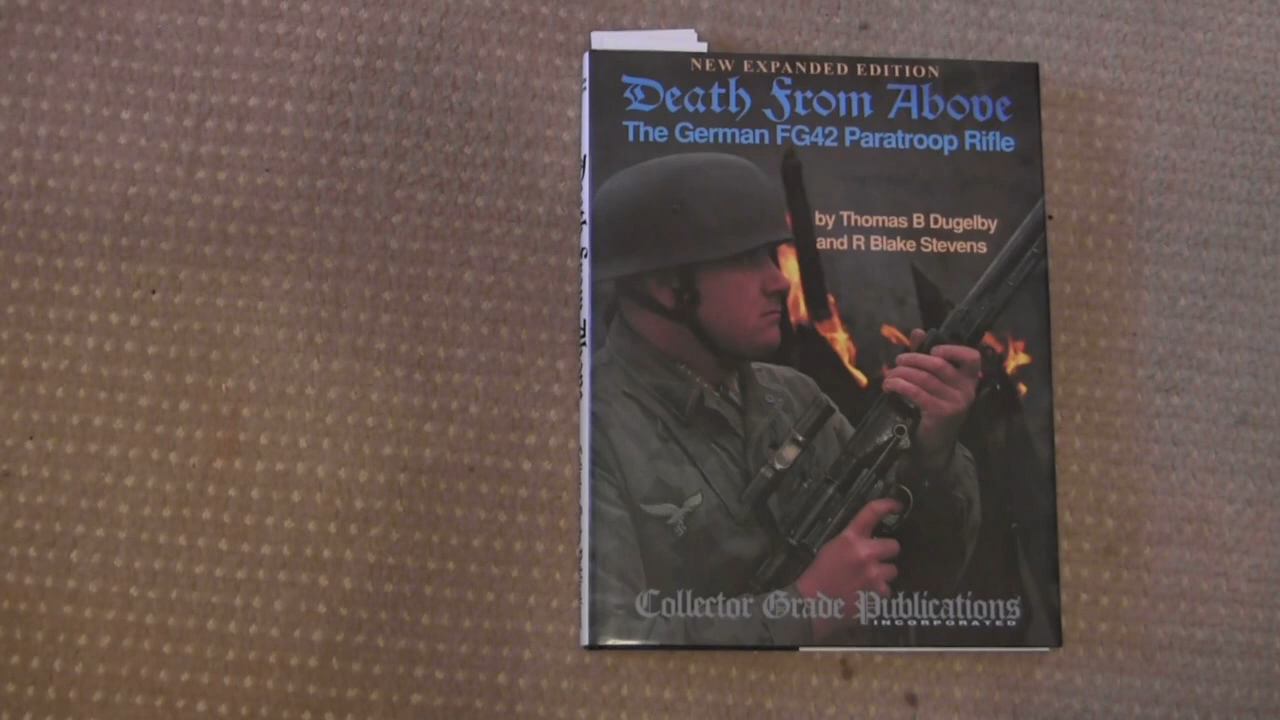 NEW EXPANDED EDITION
Death From Above
The German FG42 Paratroop Rifle
by Thomas B Dugelby
and R Blake Stevens
Collector Grade Publications
INCORPORATED